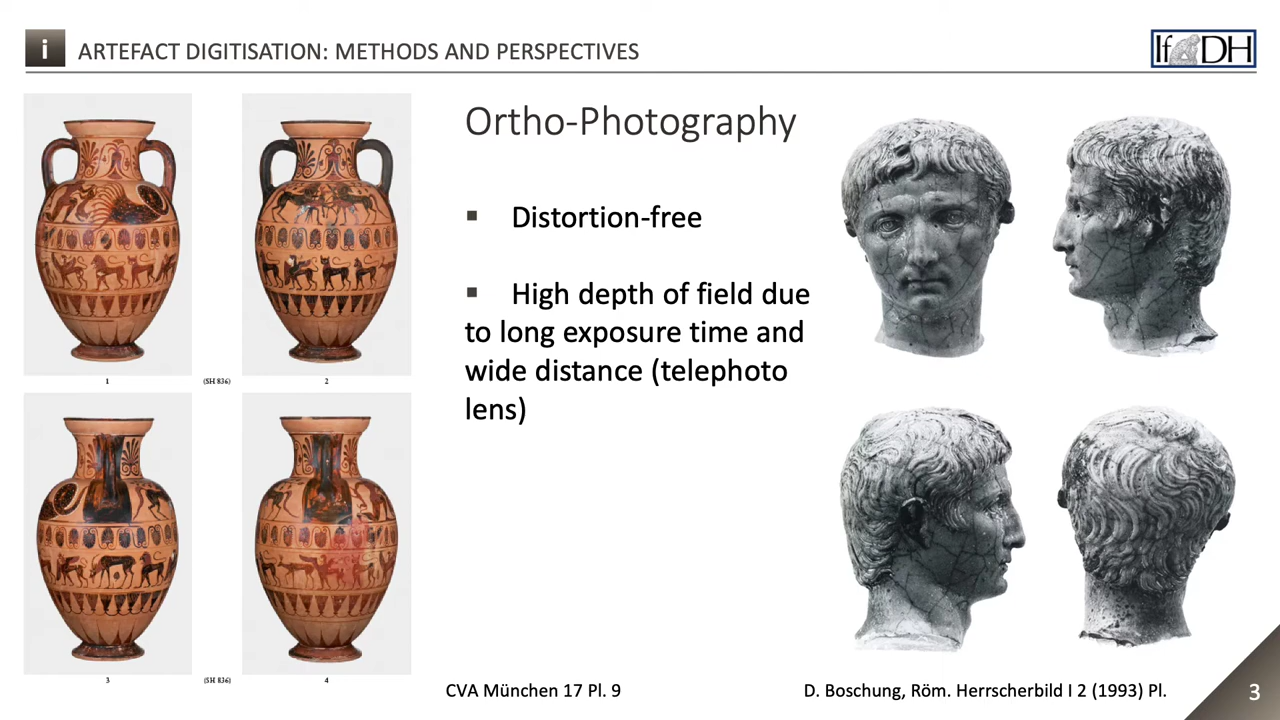 i
ARTEFACT DIGITISATION: METHODS AND PERSPECTIVES
IfaDH
Ortho-Photography
▪ Distortion-free
▪ High depth of field due
to long exposure time and
wide distance (telephoto
lens)
1 (SH 836) 2
3 (SH 836) 4
CVA München 17 Pl. 9
D. Boschung, Röm. Herrscherbild I 2 (1993) Pl.
3